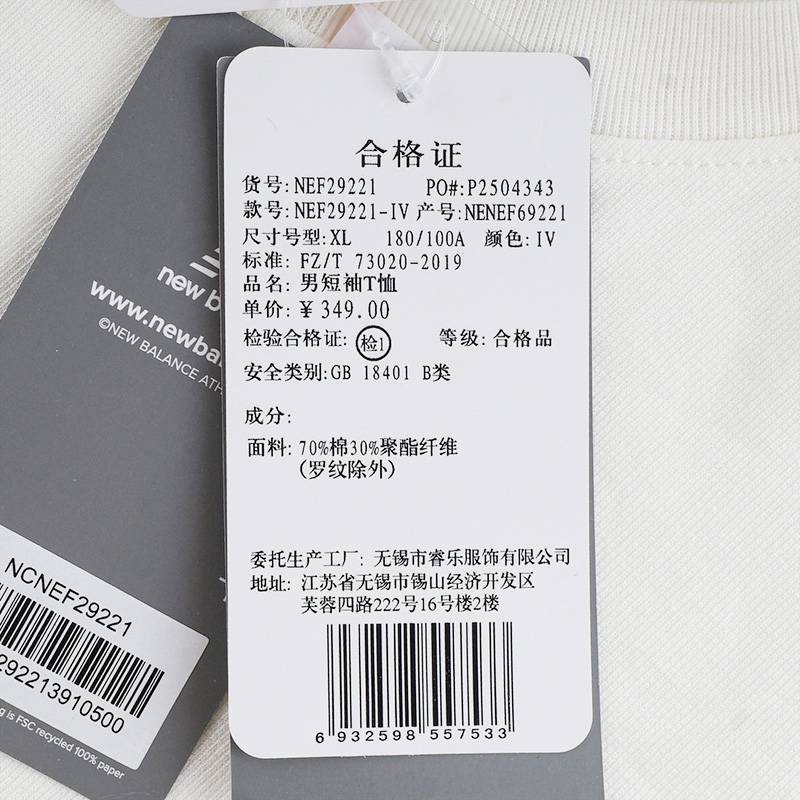 合格证
货号: NEF29221 PO#: P2504343
款号: NEF29221-IV 产号: NENEF69221
尺寸号型: XL 180/100A 颜色: IV
标准: FZ/T 73020-2019
品名: 男短袖T恤
单价: ¥ 349.00
检验合格证: 检1 等级: 合格品
安全类别: GB 18401 B类
成分:
面料: 70%棉30%聚酯纤维
(罗纹除外)
委托生产工厂: 无锡市睿乐服饰有限公司
地址: 江苏省无锡市锡山经济开发区
芙蓉四路222号16号楼2楼
6 932598 557533
new b
www.newbal
©NEW BALANCE ATH
NCNEF29221
292213910500
is FSC recycled 100% paper